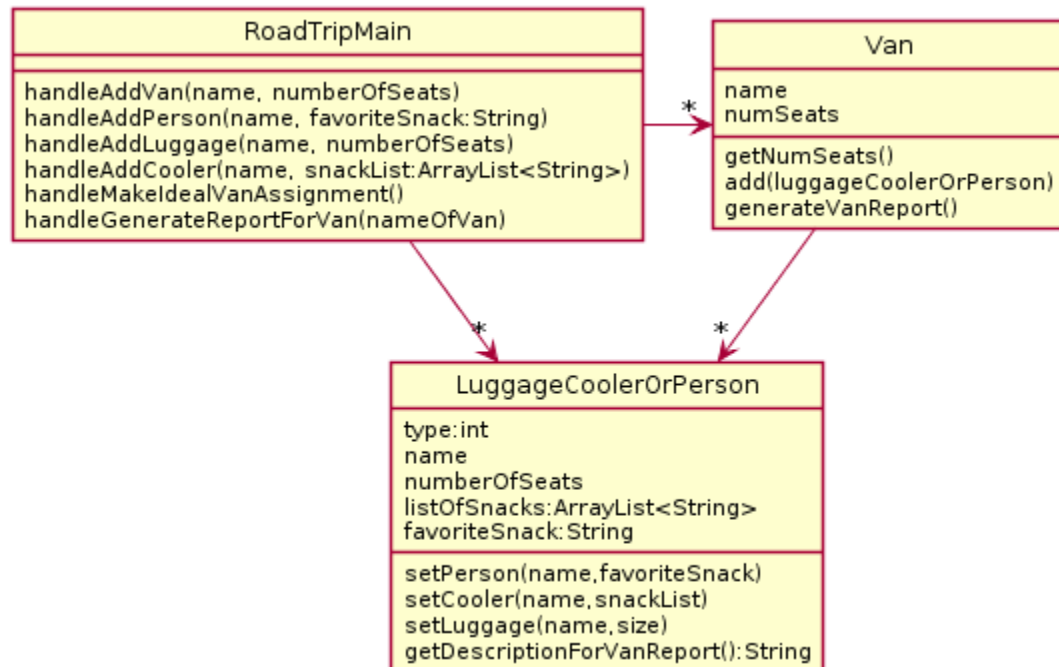 RoadTripMain
handleAddVan(name, numberOfSeats)
handleAddPerson(name, favoriteSnack:String)
handleAddLuggage(name, numberOfSeats)
handleAddCooler(name, snackList:ArrayList<String>)
handleMakeIdealVanAssignment()
handleGenerateReportForVan(nameOfVan)
*
Van
name
numSeats
getNumSeats()
add(luggageCoolerOrPerson)
generateVanReport()
*
*
LuggageCoolerOrPerson
type:int
name
numberOfSeats
listOfSnacks:ArrayList<String>
favoriteSnack:String
setPerson(name,favoriteSnack)
setCooler(name,snackList)
setLuggage(name,size)
getDescriptionForVanReport():String